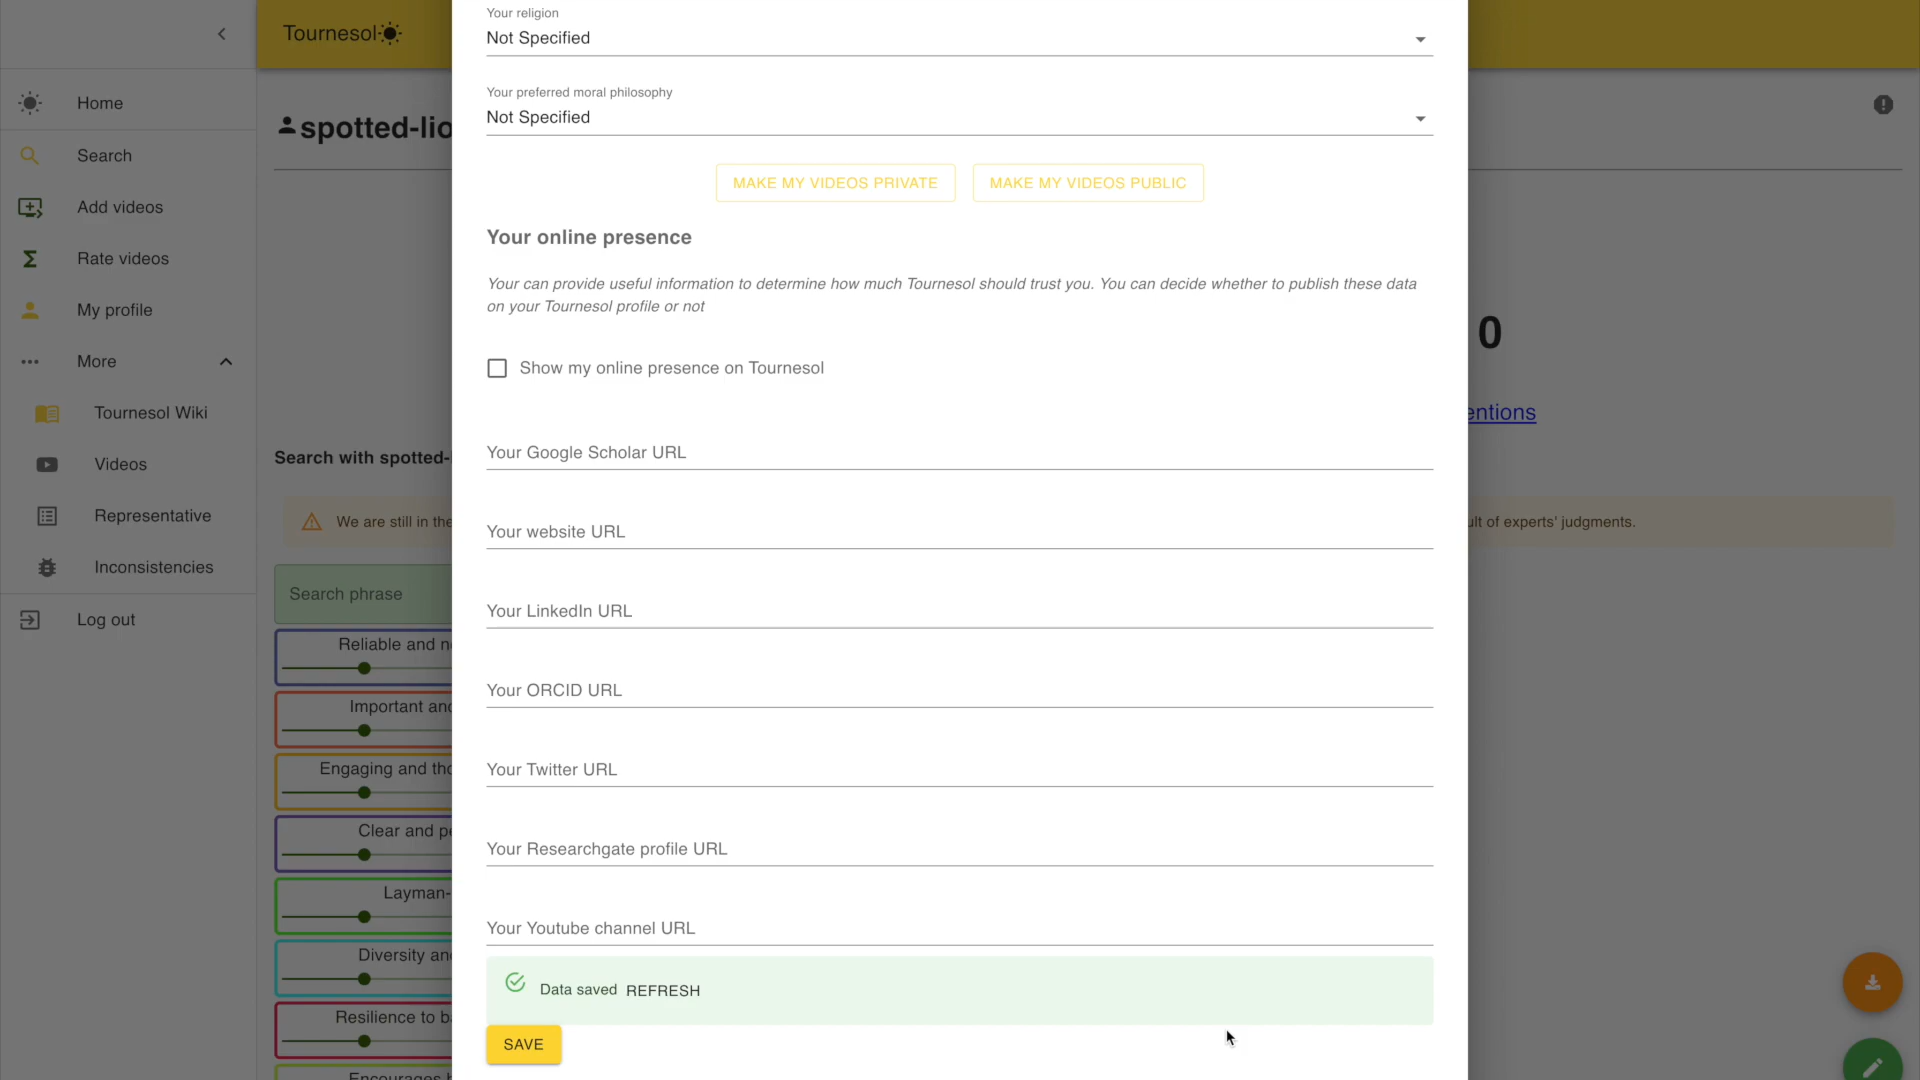 Tournesol
Home
Search
Add videos
Rate videos
My profile
More
Tournesol Wiki
Videos
Representative
Inconsistencies
Log out
spotted-lio
Search with spotted-
We are still in the
Search phrase
Reliable and n
Important and
Engaging and tho
Clear and pe
Layman-
Diversity an
Resilience to b
Your religion
Not Specified
Your preferred moral philosophy
Not Specified
MAKE MY VIDEOS PRIVATE
MAKE MY VIDEOS PUBLIC
Your online presence
Your can provide useful information to determine how much Tournesol should trust you. You can decide whether to publish these data
on your Tournesol profile or not
Show my online presence on Tournesol
Your Google Scholar URL
Your website URL
Your LinkedIn URL
Your ORCID URL
Your Twitter URL
Your Researchgate profile URL
Your Youtube channel URL
Data saved REFRESH
SAVE
0
entions
ult of experts' judgments.